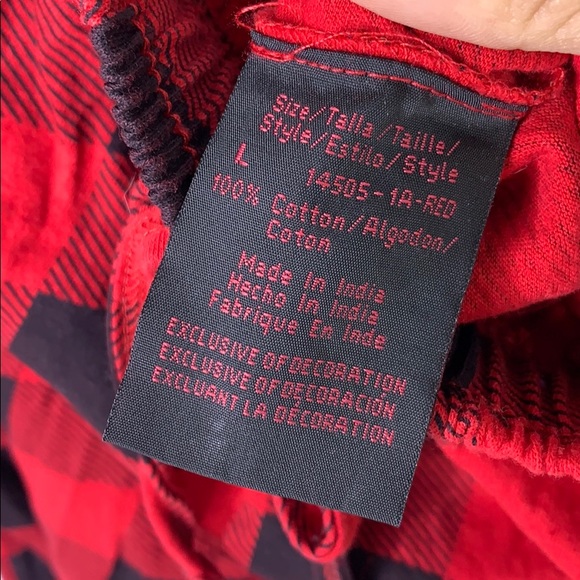 Size/Talla/Taille/
Style/Estilo/Style
L 14505-1A-RED
100% Cotton/Algodon/
Coton
Made In India
Hecho In India
Fabrique En Inde
EXCLUSIVE OF DECORATION
EXCLUSIVE OF DECORACIÓN
EXCLUANT LA DÉCORATION